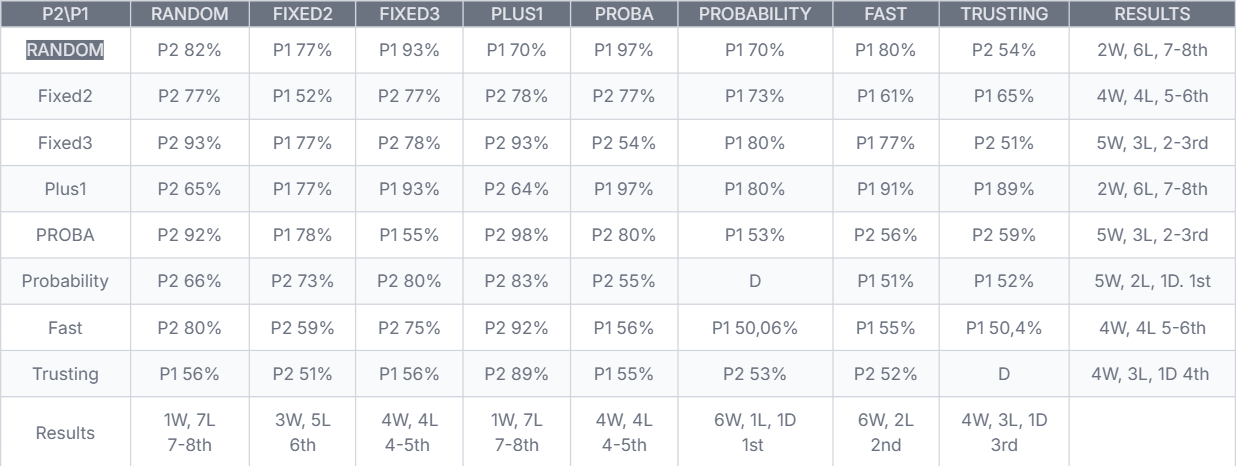 P2\P1 RANDOM FIXED2 FIXED3 PLUS1 PROBA PROBABILITY FAST TRUSTING RESULTS
RANDOM P2 82% P1 77% P1 93% P1 70% P1 97% P1 70% P1 80% P2 54% 2W, 6L, 7-8th
Fixed2 P2 77% P1 52% P2 77% P2 78% P2 77% P1 73% P1 61% P1 65% 4W, 4L, 5-6th
Fixed3 P2 93% P1 77% P2 78% P2 93% P2 54% P1 80% P1 77% P2 51% 5W, 3L, 2-3rd
Plus1 P2 65% P1 77% P1 93% P2 64% P1 97% P1 80% P1 91% P1 89% 2W, 6L, 7-8th
PROBA P2 92% P1 78% P1 55% P2 98% P2 80% P1 53% P2 56% P2 59% 5W, 3L, 2-3rd
Probability P2 66% P2 73% P2 80% P2 83% P2 55% D P1 51% P1 52% 5W, 2L, 1D. 1st
Fast P2 80% P2 59% P2 75% P2 92% P1 56% P1 50,06% P1 55% P1 50,4% 4W, 4L 5-6th
Trusting P1 56% P2 51% P1 56% P2 89% P1 55% P2 53% P2 52% D 4W, 3L, 1D 4th
Results 1W, 7L 3W, 5L 4W, 4L 1W, 7L 4W, 4L 6W, 1L, 1D 6W, 2L 4W, 3L, 1D
7-8th 6th 4-5th 7-8th 4-5th 1st 2nd 3rd